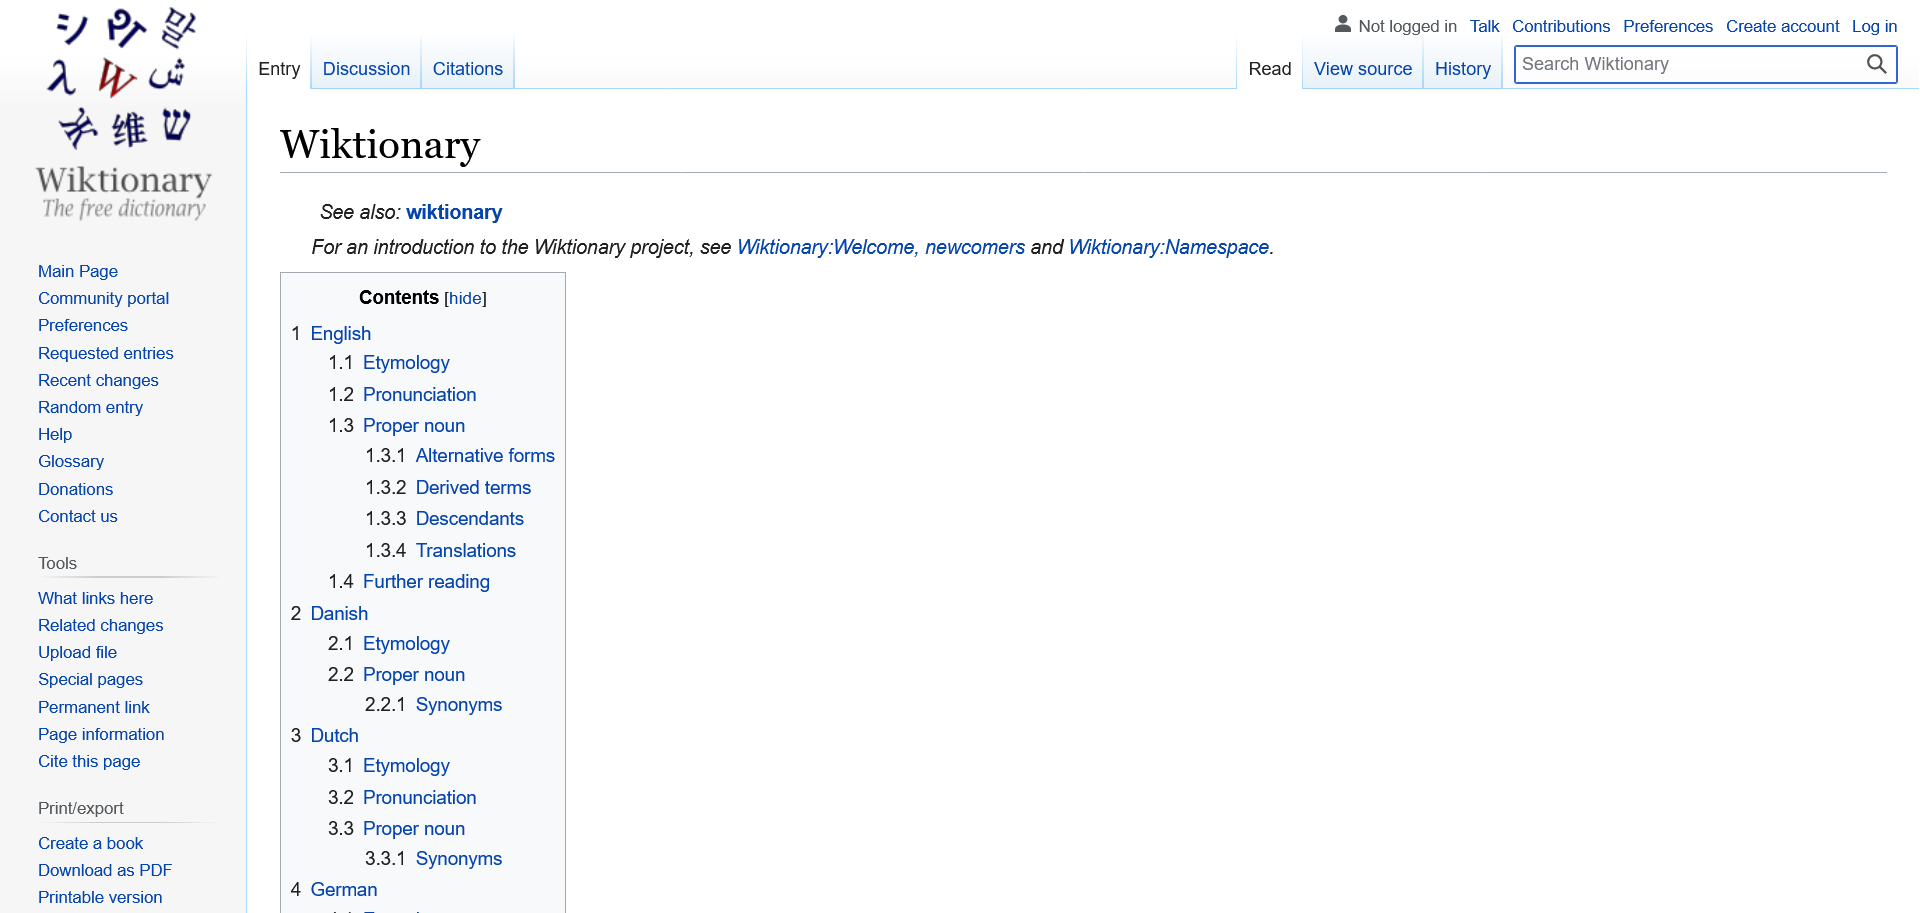 シ Պ 말
λ W ش
维 ש
Wiktionary
The free dictionary
Main Page
Community portal
Preferences
Requested entries
Recent changes
Random entry
Help
Glossary
Donations
Contact us
Tools
What links here
Related changes
Upload file
Special pages
Permanent link
Page information
Cite this page
Print/export
Create a book
Download as PDF
Printable version
Not logged in Talk Contributions Preferences Create account Log in
Entry Discussion Citations Read View source History Search Wiktionary
Wiktionary
See also: wiktionary
For an introduction to the Wiktionary project, see Wiktionary:Welcome, newcomers and Wiktionary:Namespace.
Contents [hide]
1 English
1.1 Etymology
1.2 Pronunciation
1.3 Proper noun
1.3.1 Alternative forms
1.3.2 Derived terms
1.3.3 Descendants
1.3.4 Translations
1.4 Further reading
2 Danish
2.1 Etymology
2.2 Proper noun
2.2.1 Synonyms
3 Dutch
3.1 Etymology
3.2 Pronunciation
3.3 Proper noun
3.3.1 Synonyms
4 German